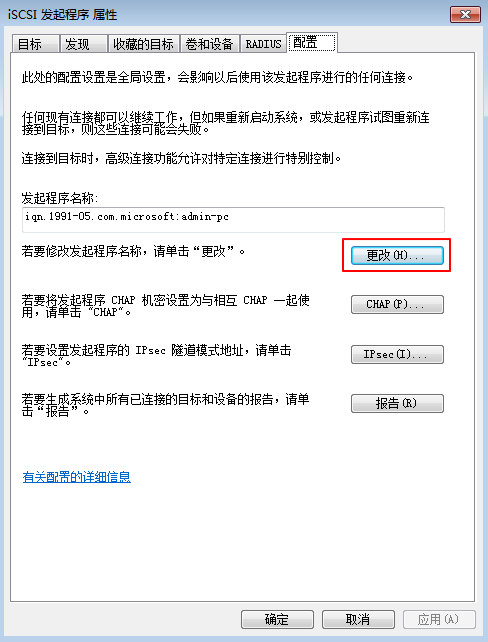 iSCSI 发起程序 属性
目标 发现 收藏的目标 卷和设备 RADIUS 配置
此处的配置设置是全局设置，会影响以后使用该发起程序进行的任何连接。
任何现有连接都可以继续工作，但如果重新启动系统，或发起程序试图重新连
接到目标，则这些连接可能会失败。
连接到目标时，高级连接功能允许对特定连接进行特别控制。
发起程序名称:
iqn.1991-05.com.microsoft:admin-pc
若要修改发起程序名称，请单击“更改”。
更改(H)...
若要将发起程序 CHAP 机密设置为与相互 CHAP 一起使
用，请单击 "CHAP"。
CHAP(P)...
若要设置发起程序的 IPsec 隧道模式地址，请单击
"IPsec"。
IPsec(I)...
若要生成系统中所有已连接的目标和设备的报告，请单
击“报告”。
报告(R)
有关配置的详细信息
确定 取消 应用(A)